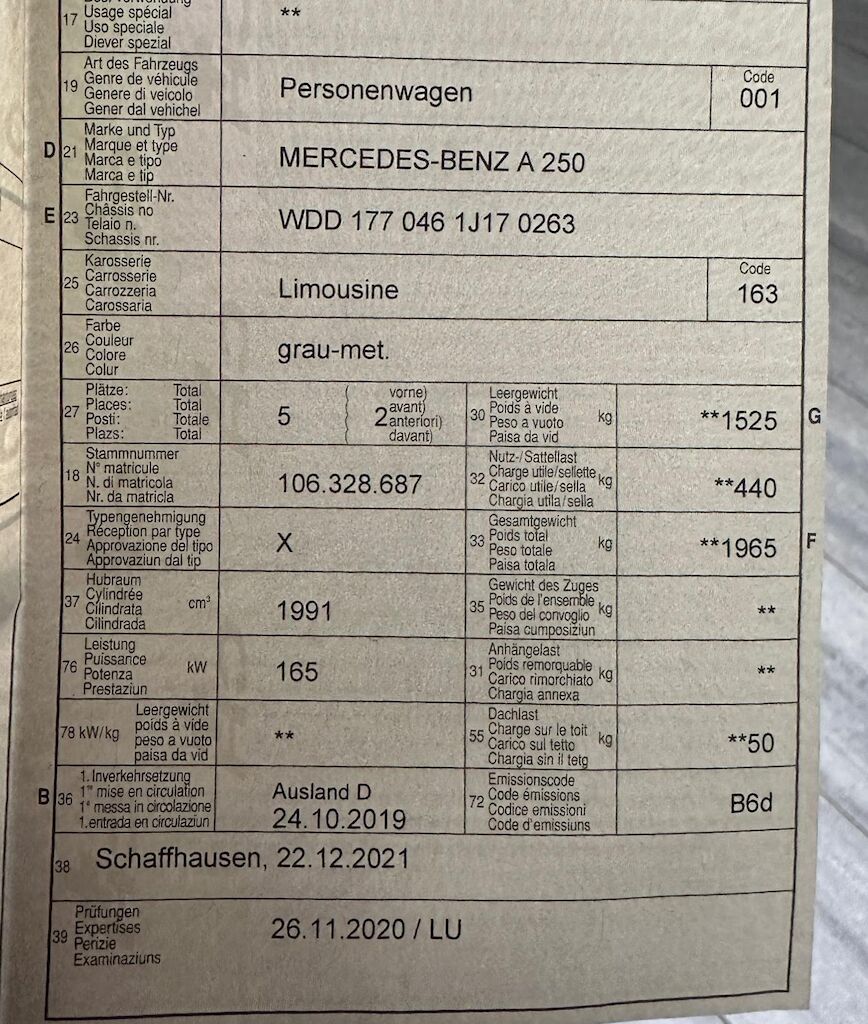 17 Usage spécial
Uso speciale
Diever spezial
**
19 Art des Fahrzeugs
Genre de véhicule
Genere di veicolo
Gener dal vehichel
Personenwagen
Code
001
D 21 Marke und Typ
Marque et type
Marca e tipo
Marca e tip
MERCEDES-BENZ A 250
E 23 Fahrgestell-Nr.
Châssis no
Telaio n.
Schassis nr.
WDD 177 046 1J17 0263
25 Karosserie
Carrosserie
Carrozzeria
Carossaria
Limousine
Code
163
26 Farbe
Couleur
Colore
Colur
grau-met.
27 Plätze: Total
Places: Total
Posti: Totale
Plazs: Total
5
2
vorne)
avant)
anteriori)
davant)
30 Leergewicht
Poids à vide
Peso a vuoto
Paisa da vid
kg
**1525
G
18 Stammnummer
N° matricule
N. di matricola
Nr. da matricla
106.328.687
32 Nutz-/Sattellast
Charge utile/sellette
Carico utile/sella
Chargia utila/sella
kg
**440
24 Typengenehmigung
Réception par type
Approvazione del tipo
Approvaziun dal tip
X
33 Gesamtgewicht
Poids total
Peso totale
Paisa totala
kg
**1965
F
37 Hubraum
Cylindrée
Cilindrata
Cilindrada
cm³
1991
35 Gewicht des Zuges
Poids de l'ensemble
Peso del convoglio
Paisa cumposiziun
kg
**
76 Leistung
Puissance
Potenza
Prestaziun
kW
165
31 Anhängelast
Poids remorquable
Carico rimorchiato
Chargia annexa
kg
**
78 kW/kg
Leergewicht
poids à vide
peso a vuoto
paisa da vid
**
55 Dachlast
Charge sur le toit
Carico sul tetto
Chargia sin il tetg
kg
**50
B 36 1. Inverkehrsetzung
1re mise en circulation
1a messa in circolazione
1. entrada en circulaziun
Ausland D
24.10.2019
72 Emissionscode
Code émissions
Codice emissioni
Code d'emissiuns
B6d
38 Schaffhausen, 22.12.2021
39 Prüfungen
Expertises
Perizie
Examinaziuns
26.11.2020 / LU